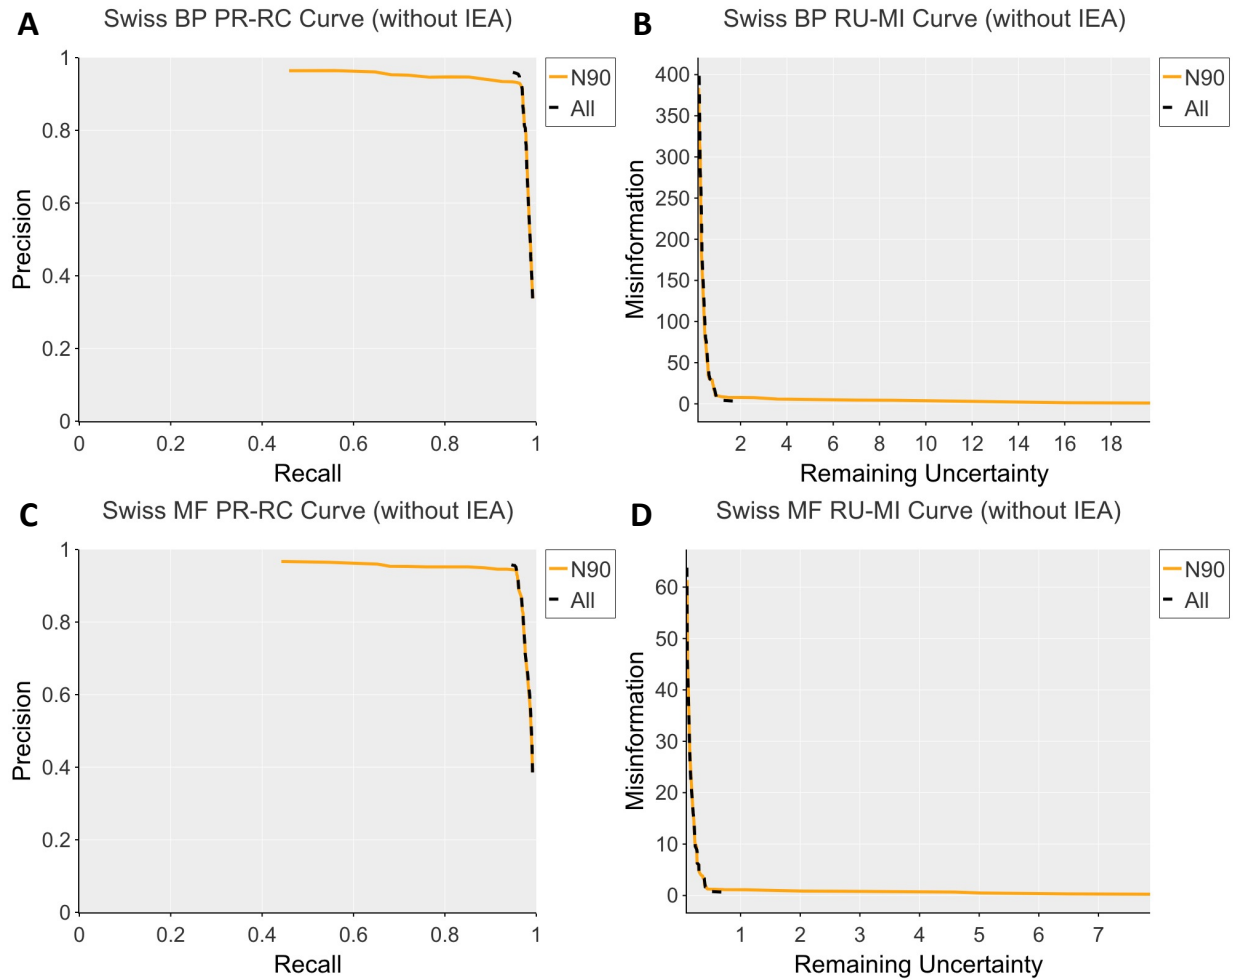 A
Swiss BP PR-RC Curve (without IEA)
1
0.8
0.6
0.4
0.2
0
0
0.2
0.4
0.6
0.8
1
Precision
Recall
N90
All
B
Swiss BP RU-MI Curve (without IEA)
400
350
300
250
200
150
100
50
0
2
4
6
8
10
12
14
16
18
Misinformation
Remaining Uncertainty
N90
All
C
Swiss MF PR-RC Curve (without IEA)
1
0.8
0.6
0.4
0.2
0
0
0.2
0.4
0.6
0.8
1
Precision
Recall
N90
All
D
Swiss MF RU-MI Curve (without IEA)
60
50
40
30
20
10
0
1
2
3
4
5
6
7
Misinformation
Remaining Uncertainty
N90
All